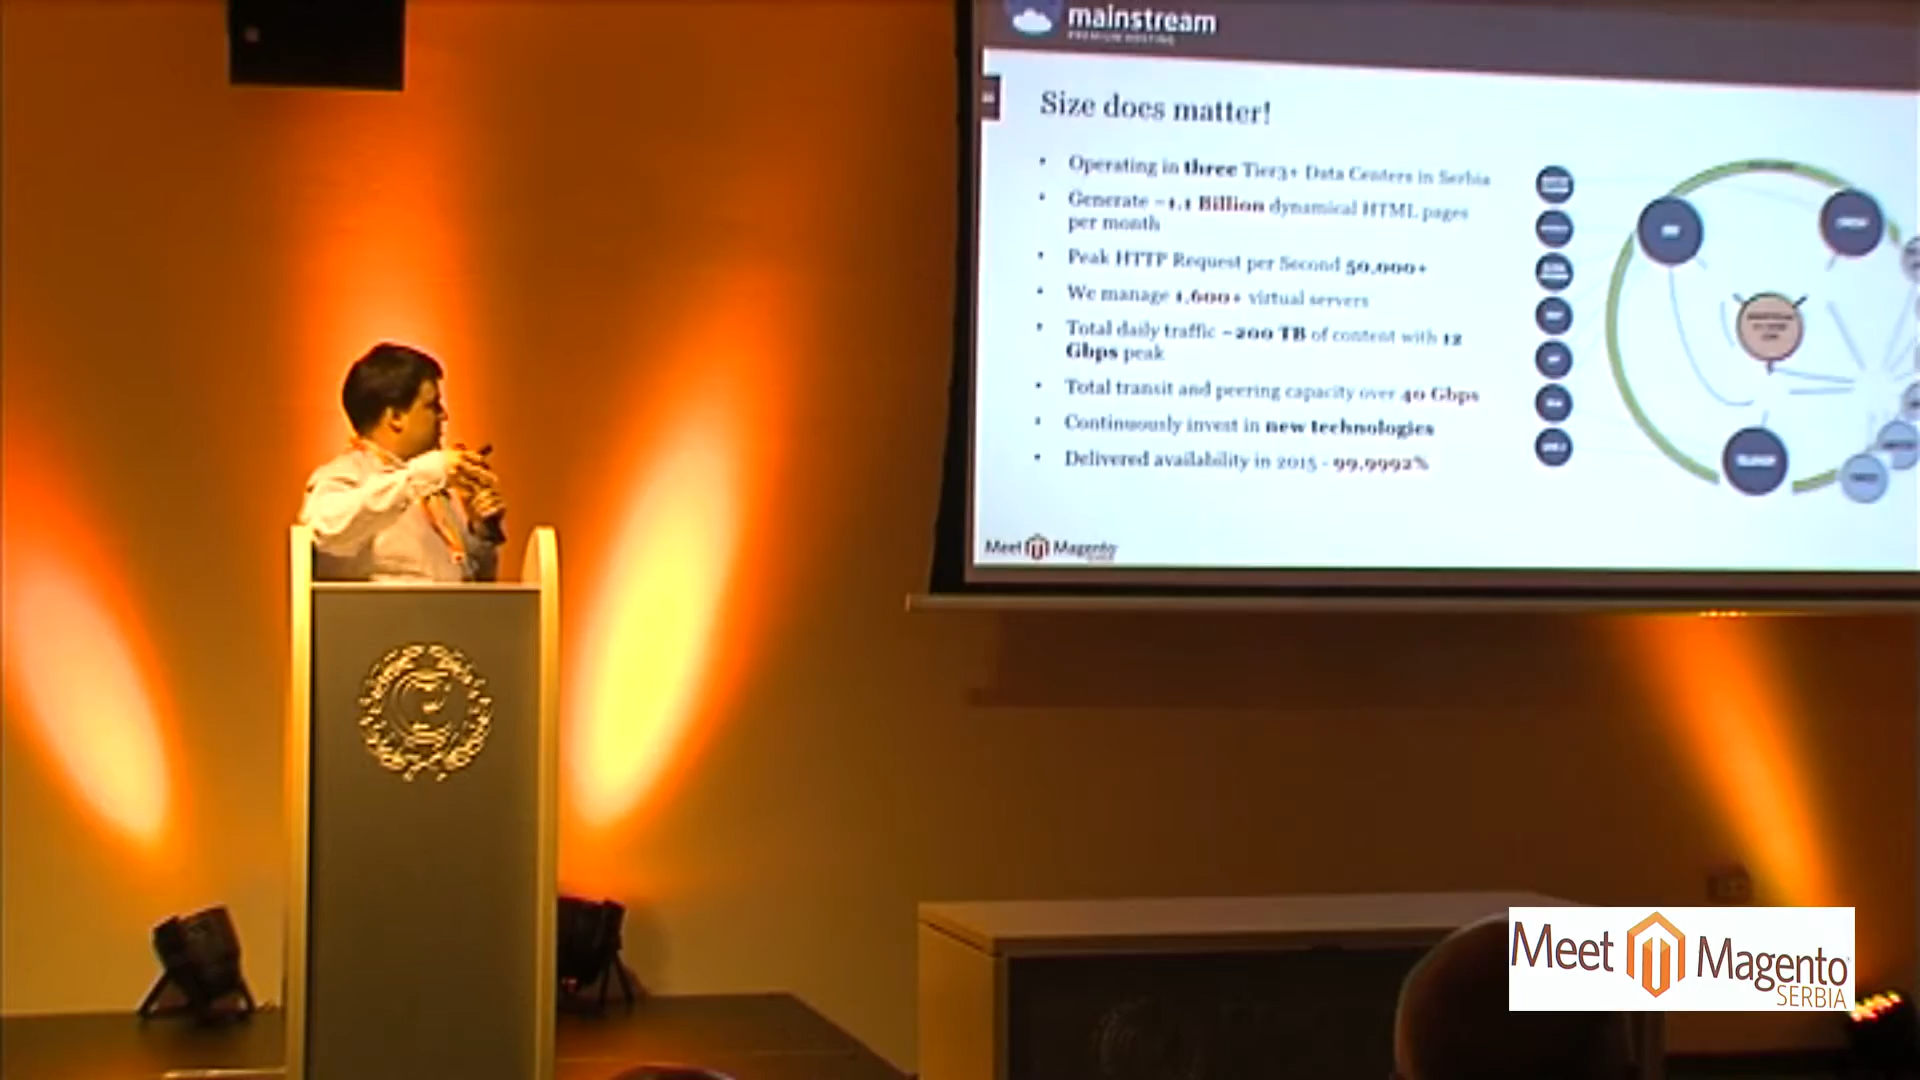 mainstream
PREMIUM HOSTING
Size does matter!
• Operating in three Tier3+ Data Centers in Serbia
• Generate ~1.1 Billion dynamical HTML pages
per month
• Peak HTTP Request per Second 50.000+
• We manage 1.600+ virtual servers
• Total daily traffic ~200 TB of content with 12
Gbps peak
• Total transit and peering capacity over 40 Gbps
• Continuously invest in new technologies
• Delivered availability in 2015 - 99.9992%
Meet Magento
Meet Magento
SERBIA